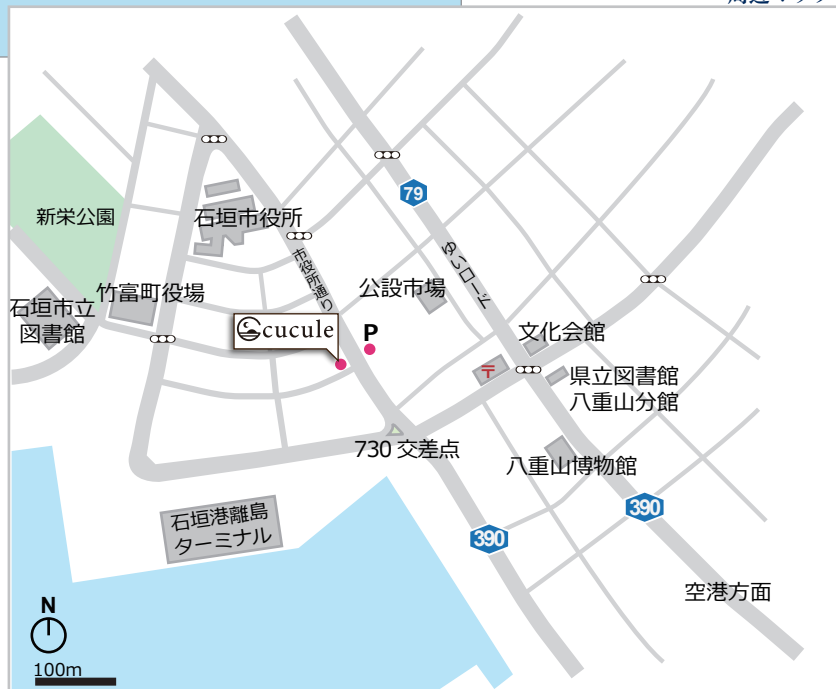 79
新栄公園
石垣市役所
市役所通り
ゆいロード
公設市場
竹富町役場
石垣市立
図書館
cucule
P
文化会館
〒
県立図書館
八重山分館
730 交差点
八重山博物館
石垣港離島
ターミナル
390
390
空港方面
N
100m